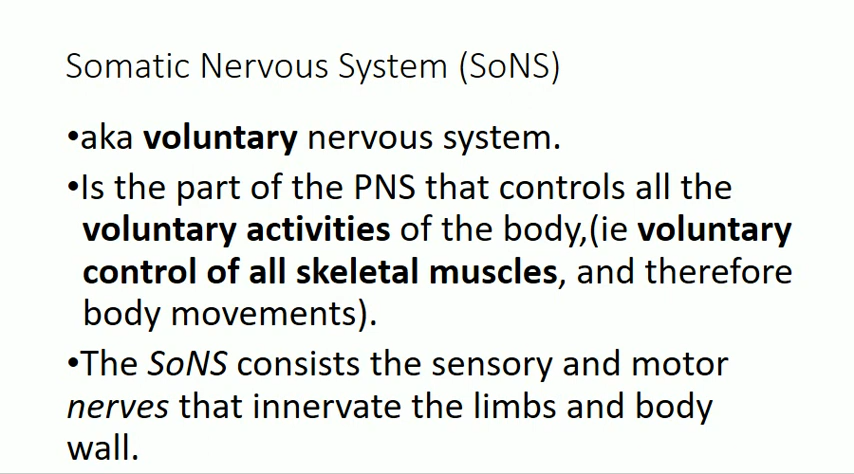 Somatic Nervous System (SoNS)
•aka voluntary nervous system.
•Is the part of the PNS that controls all the
voluntary activities of the body,(ie voluntary
control of all skeletal muscles, and therefore
body movements).
•The SoNS consists the sensory and motor
nerves that innervate the limbs and body
wall.